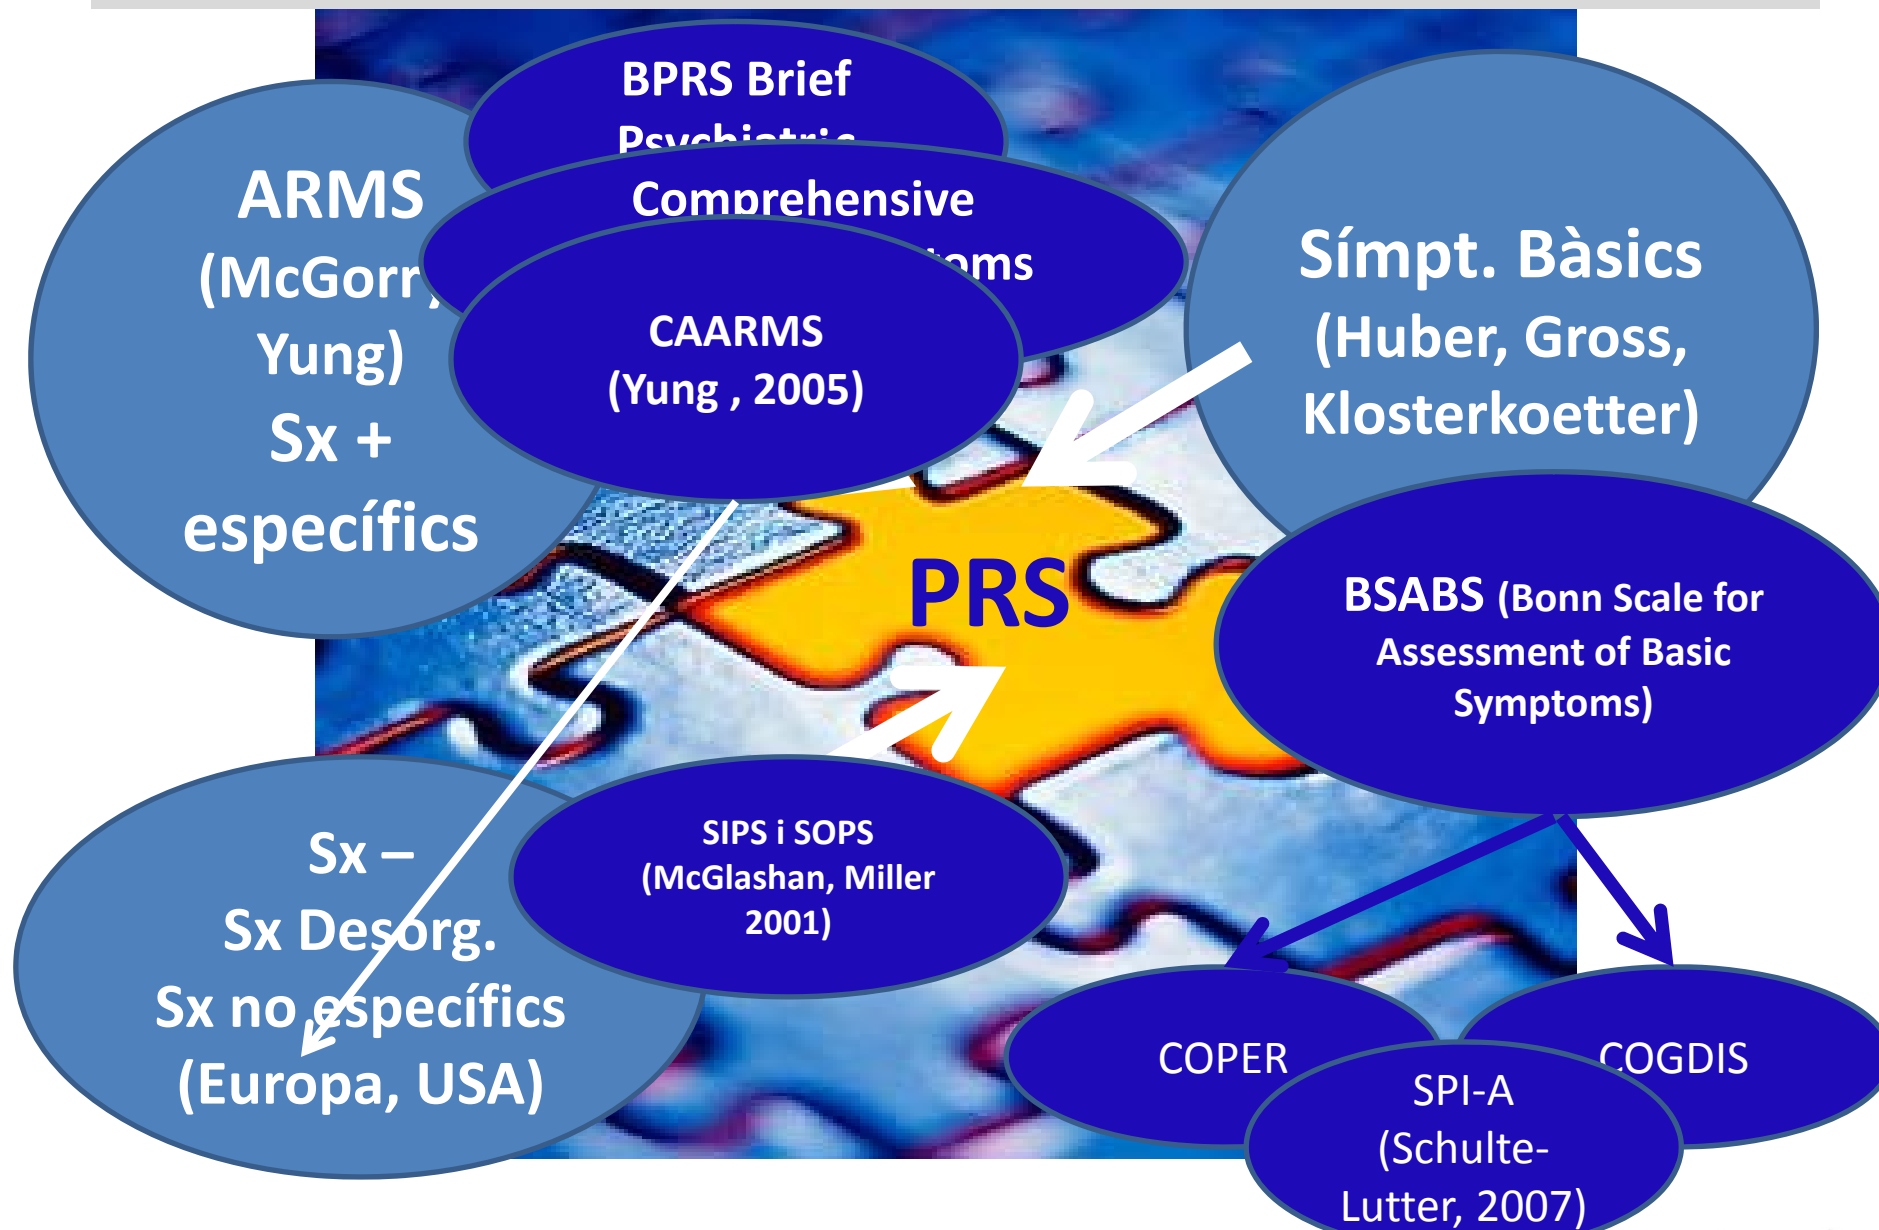 BPRS Brief
Psychiatric
Comprehensive
ARMS
(McGorry
Yung)
Sx +
específics
CAARMS
(Yung , 2005)
Símpt. Bàsics
(Huber, Gross,
Klosterkoetter)
PRS
BSABS (Bonn Scale for
Assessment of Basic
Symptoms)
SIPS i SOPS
(McGlashan, Miller
2001)
Sx –
Sx Desorg.
Sx no específics
(Europa, USA)
COPER
COGDIS
SPI-A
(Schulte-
Lutter, 2007)